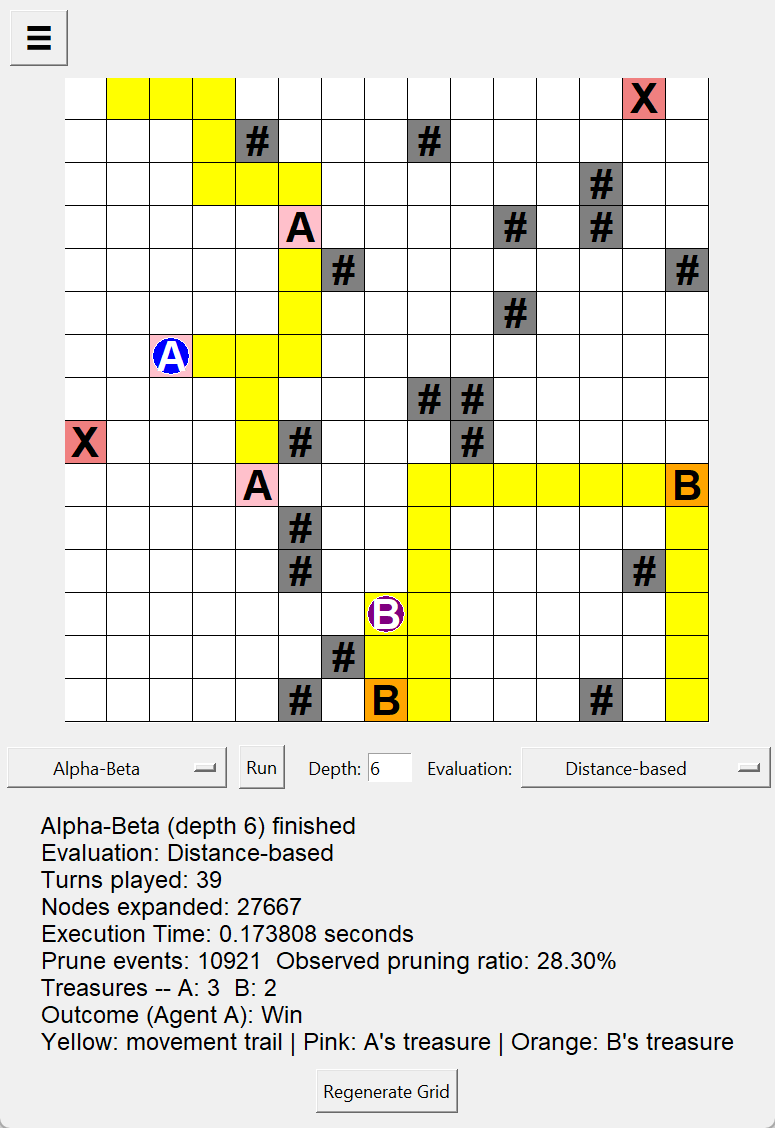 X
# #
#
A # #
# #
#
A
# #
X # #
A B
#
# #
B
#
# B #
Alpha-Beta Run Depth: 6 Evaluation: Distance-based
Alpha-Beta (depth 6) finished
Evaluation: Distance-based
Turns played: 39
Nodes expanded: 27667
Execution Time: 0.173808 seconds
Prune events: 10921  Observed pruning ratio: 28.30%
Treasures -- A: 3  B: 2
Outcome (Agent A): Win
Yellow: movement trail | Pink: A's treasure | Orange: B's treasure
Regenerate Grid